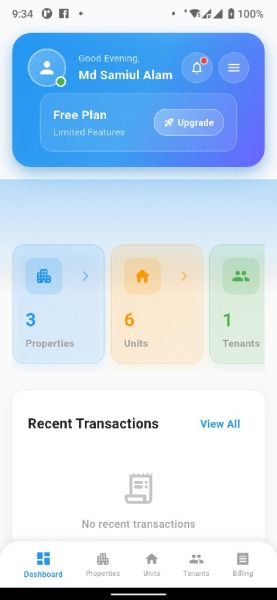 9:34
100%
Good Evening,
Md Samiul Alam
Free Plan
Limited Features
Upgrade
3
Properties
6
Units
1
Tenants
Recent Transactions
View All
No recent transactions
Dashboard
Properties
Units
Tenants
Billing